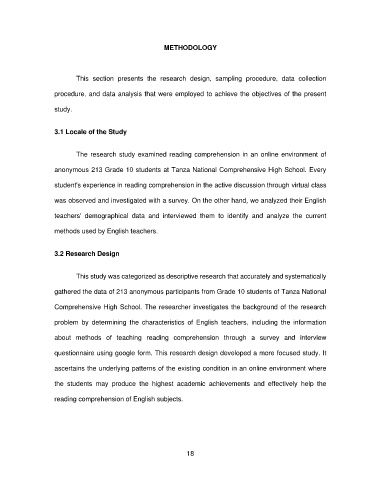 METHODOLOGY
This section presents the research design, sampling procedure, data collection
procedure, and data analysis that were employed to achieve the objectives of the present
study.
3.1 Locale of the Study
The research study examined reading comprehension in an online environment of
anonymous 213 Grade 10 students at Tanza National Comprehensive High School. Every
student's experience in reading comprehension in the active discussion through virtual class
was observed and investigated with a survey. On the other hand, we analyzed their English
teachers' demographical data and interviewed them to identify and analyze the current
methods used by English teachers.
3.2 Research Design
This study was categorized as descriptive research that accurately and systematically
gathered the data of 213 anonymous participants from Grade 10 students of Tanza National
Comprehensive High School. The researcher investigates the background of the research
problem by determining the characteristics of English teachers, including the information
about methods of teaching reading comprehension through a survey and interview
questionnaire using google form. This research design developed a more focused study. It
ascertains the underlying patterns of the existing condition in an online environment where
the students may produce the highest academic achievements and effectively help the
reading comprehension of English subjects.
18